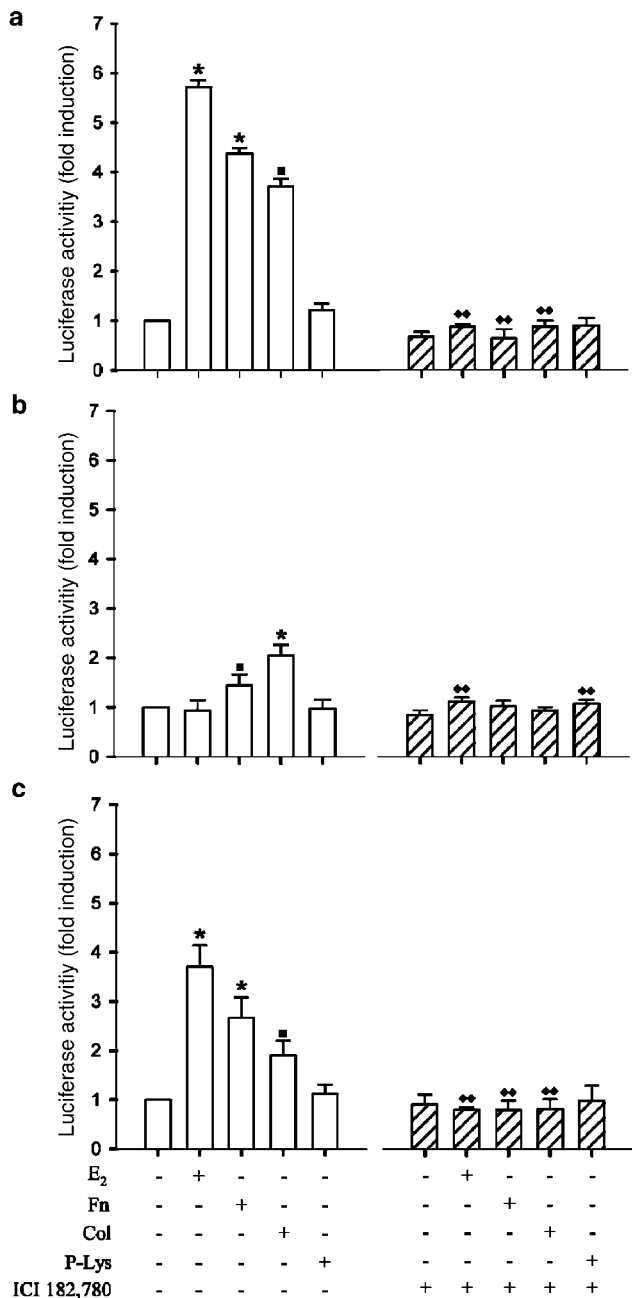 a
Luciferase activitiy (fold induction)
7
6
5
4
3
2
1
0
* * ■
◆◆ ◆◆ ◆◆
b
Luciferase activitiy (fold induction)
7
6
5
4
3
2
1
0
■ *
◆◆ ◆◆
c
Luciferase activitiy (fold induction)
7
6
5
4
3
2
1
0
* * ■
◆◆ ◆◆ ◆◆
E2 - + - - - - + - - -
Fn - - + - - - - + - -
Col - - - + - - - - + -
P-Lys - - - - + - - - - +
ICI 182,780 - - - - - + + + + +